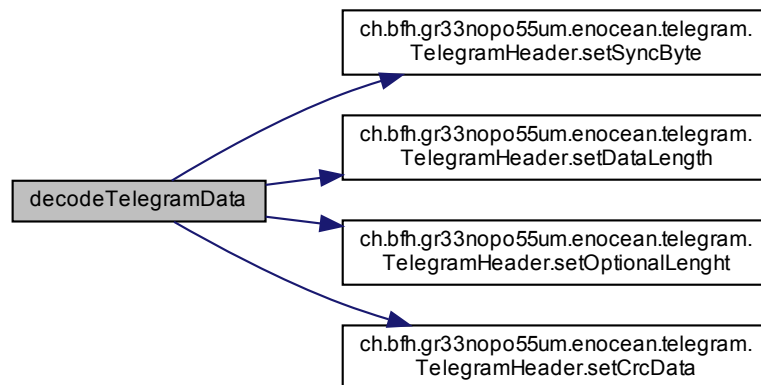 ch.bfh.gr33nopo55um.enocean.telegram.
TelegramHeader.setSyncByte
ch.bfh.gr33nopo55um.enocean.telegram.
TelegramHeader.setDataLength
decodeTelegramData
ch.bfh.gr33nopo55um.enocean.telegram.
TelegramHeader.setOptionalLenght
ch.bfh.gr33nopo55um.enocean.telegram.
TelegramHeader.setCrcData